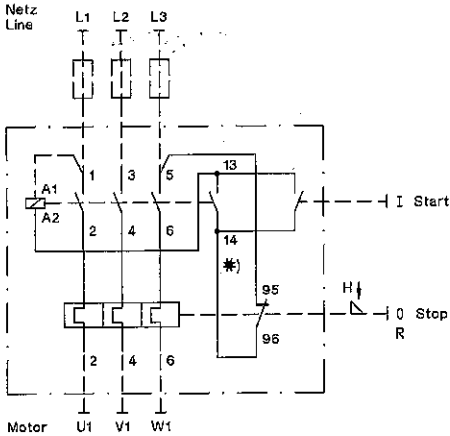 Netz
Line
L1 L2 L3
1 3 5 13
A1
A2
I Start
2 4 6 14
✱)
95
H
0 Stop
R
96
2 4 6
Motor U1 V1 W1